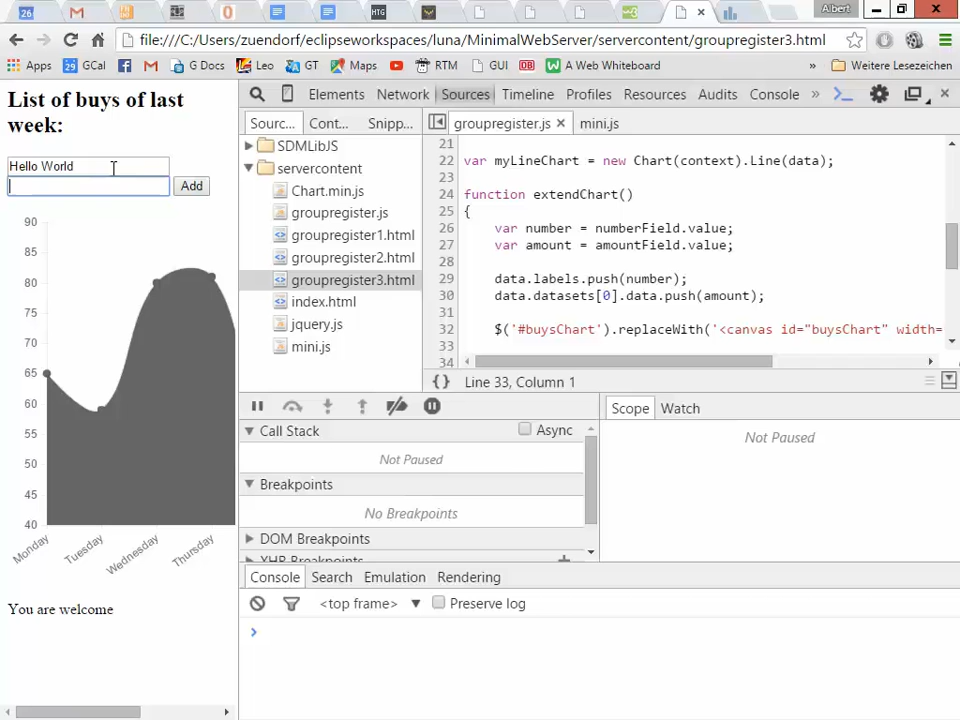 26
0
HTG
Albert
file:///C:/Users/zuendorf/eclipseworkspaces/luna/MinimalWebServer/servercontent/groupregister3.html
Apps
29 GCal
G Docs
Leo
GT
Maps
RTM
GUI
DB
W A Web Whiteboard
»
Weitere Lesezeichen
List of buys of last
week:
Hello World
Add
90
85
80
75
70
65
60
55
50
45
40
Monday
Tuesday
Wednesday
Thursday
You are welcome
Elements Network Sources Timeline Profiles Resources Audits Console »
Sourc... Cont... Snipp...
SDMLibJS
servercontent
Chart.min.js
groupregister.js
groupregister1.html
groupregister2.html
groupregister3.html
index.html
jquery.js
mini.js
groupregister.js × mini.js
21
22 var myLineChart = new Chart(context).Line(data);
23
24 function extendChart()
25 {
26 var number = numberField.value;
27 var amount = amountField.value;
28
29 data.labels.push(number);
30 data.datasets[0].data.push(amount);
31
32 $('#buysChart').replaceWith('<canvas id="buysChart" width=
33
34
{} Line 33, Column 1
Call Stack
Async
Not Paused
Breakpoints
No Breakpoints
DOM Breakpoints
XHR Breakpoints
Scope Watch
Not Paused
Console Search Emulation Rendering
<top frame> ▼ Preserve log
>